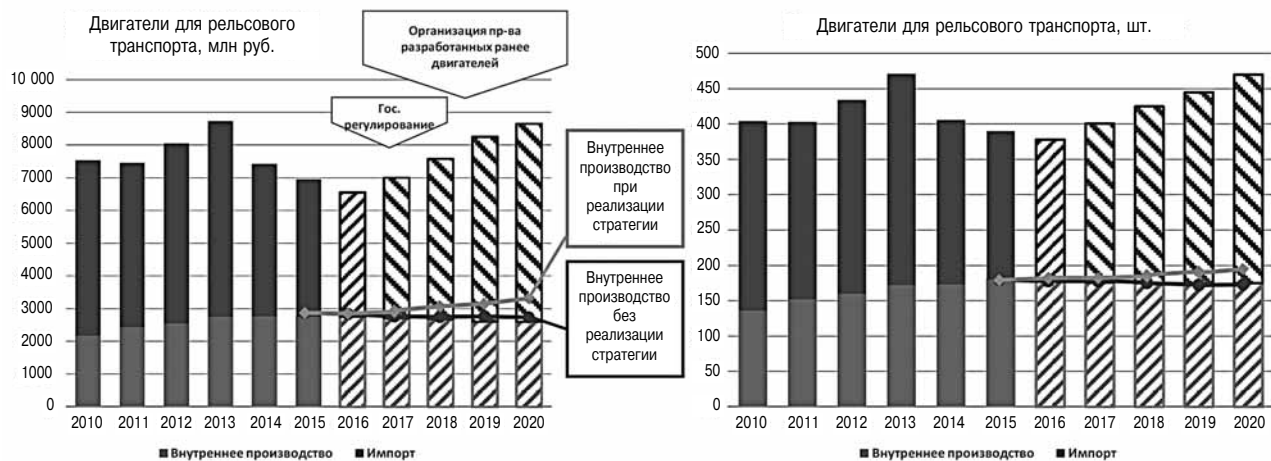 Двигатели для рельсового
транспорта, млн руб.
Организация пр-ва
разработанных ранее
двигателей
Гос.
регулирование
10 000
9000
8000
7000
6000
5000
4000
3000
2000
1000
0
2010 2011 2012 2013 2014 2015 2016 2017 2018 2019 2020
Внутреннее производство Импорт
Внутреннее
производство
при
реализации
стратегии
Внутреннее
производство
без
реализации
стратегии
Двигатели для рельсового транспорта, шт.
500
450
400
350
300
250
200
150
100
50
0
2010 2011 2012 2013 2014 2015 2016 2017 2018 2019 2020
Внутреннее производство Импорт